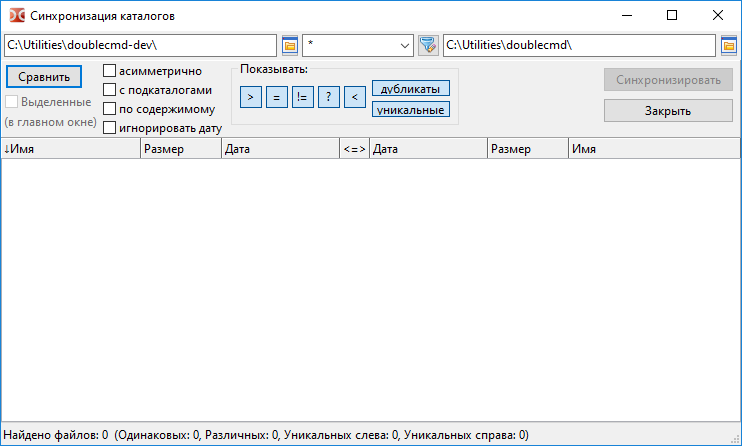 Синхронизация каталогов
C:\Utilities\doublecmd-dev\ * C:\Utilities\doublecmd\
Сравнить
Выделенные
(в главном окне)
асимметрично
с подкаталогами
по содержимому
игнорировать дату
Показывать:
> = != ? <
дубликаты
уникальные
Синхронизировать
Закрыть
↓Имя Размер Дата <=> Дата Размер Имя
Найдено файлов: 0 (Одинаковых: 0, Различных: 0, Уникальных слева: 0, Уникальных справа: 0)